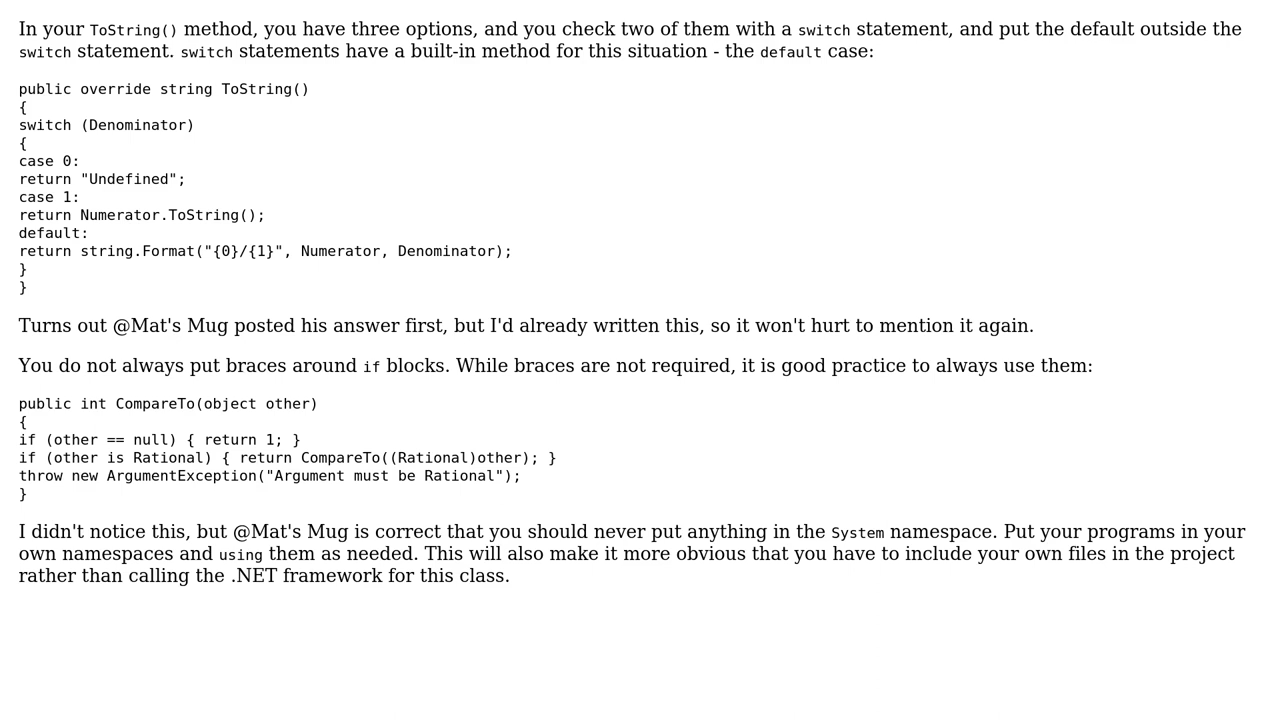 In your ToString() method, you have three options, and you check two of them with a switch statement, and put the default outside the
switch statement. switch statements have a built-in method for this situation - the default case:
public override string ToString()
{
switch (Denominator)
{
case 0:
return "Undefined";
case 1:
return Numerator.ToString();
default:
return string.Format("{0}/{1}", Numerator, Denominator);
}
}
Turns out @Mat's Mug posted his answer first, but I'd already written this, so it won't hurt to mention it again.
You do not always put braces around if blocks. While braces are not required, it is good practice to always use them:
public int CompareTo(object other)
{
if (other == null) { return 1; }
if (other is Rational) { return CompareTo((Rational)other); }
throw new ArgumentException("Argument must be Rational");
}
I didn't notice this, but @Mat's Mug is correct that you should never put anything in the System namespace. Put your programs in your
own namespaces and using them as needed. This will also make it more obvious that you have to include your own files in the project
rather than calling the .NET framework for this class.